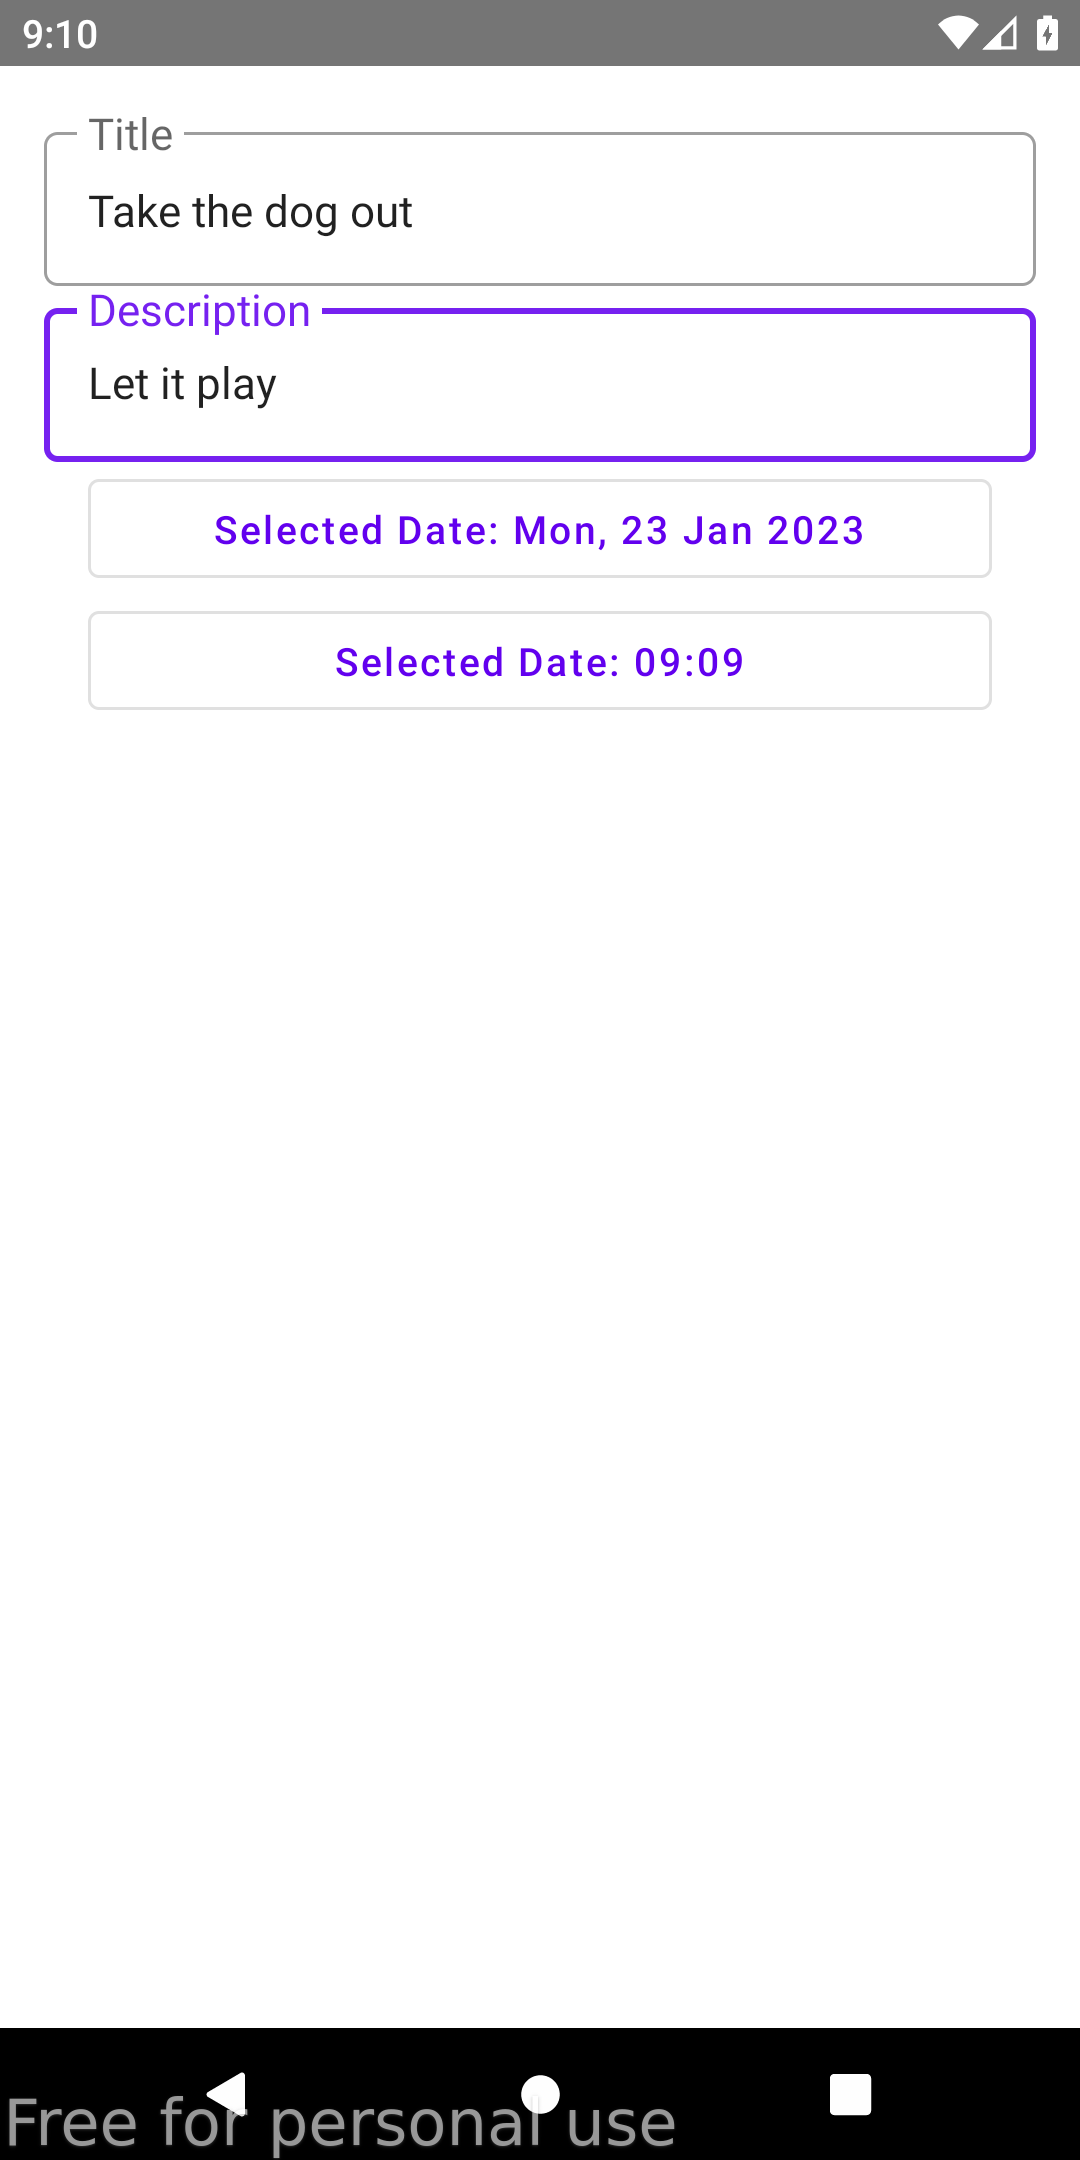 9:10
Title
Take the dog out
Description
Let it play
Selected Date: Mon, 23 Jan 2023
Selected Date: 09:09
Free for personal use